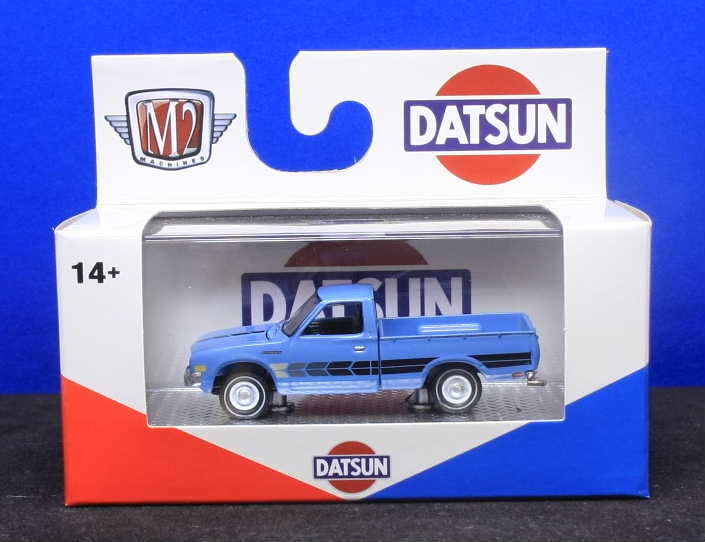 M2
MACHINES
DATSUN
14+
DATSUN
DATSUN